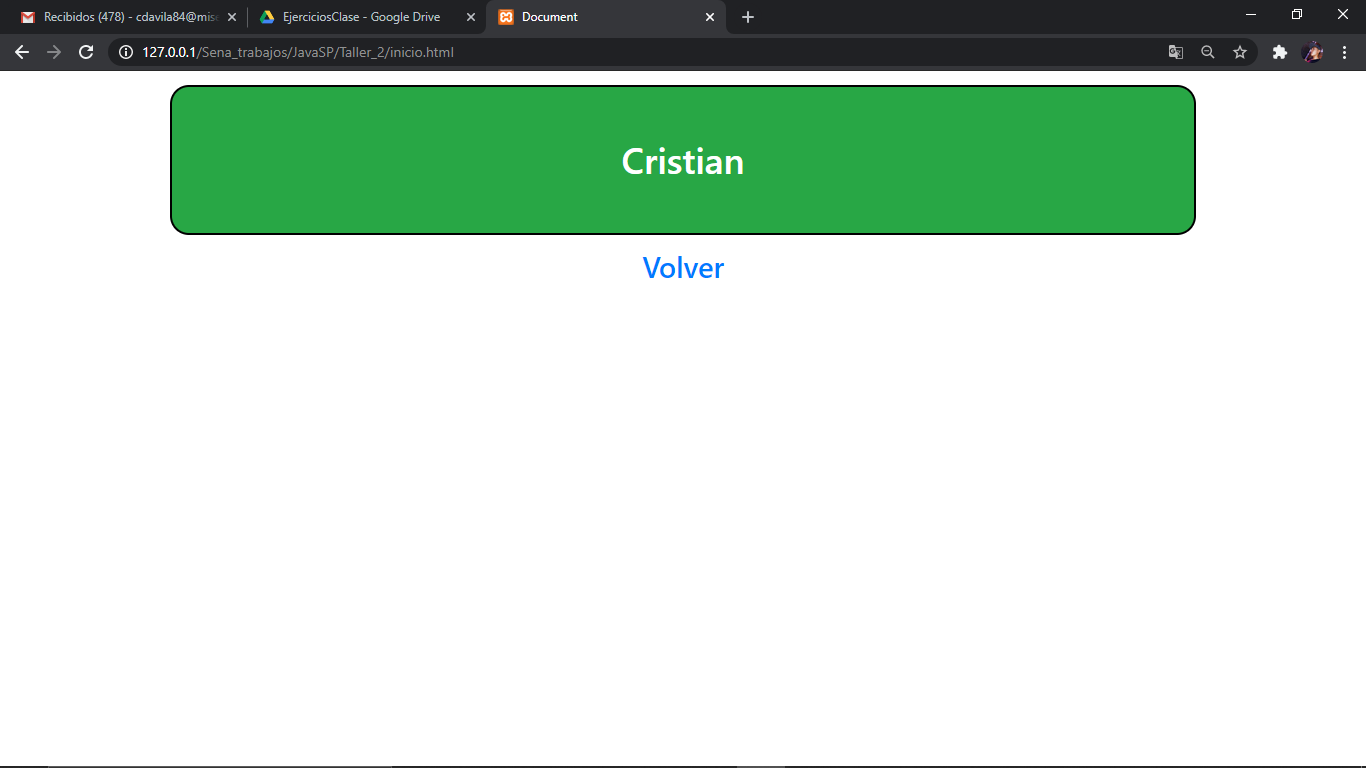 Recibidos (478) - cdavila84@mis
EjerciciosClase - Google Drive
Document
127.0.0.1/Sena_trabajos/JavaSP/Taller_2/inicio.html
Cristian
Volver